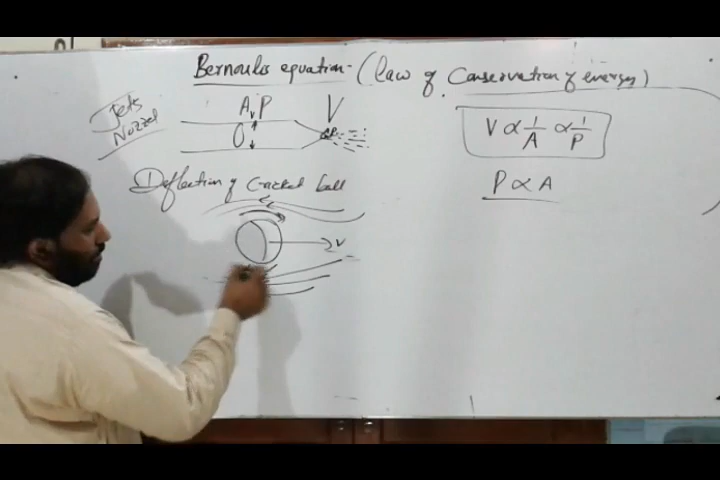 Bernoulis equation - (law of Conservation of energy)
Jets
Nozzel
A, P V
V ∝ 1/A ∝ 1/P
P ∝ A
Deflection of Cricket ball
V